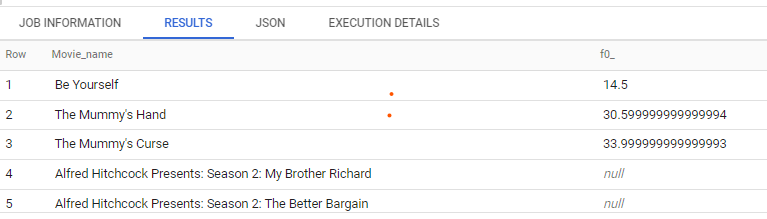 JOB INFORMATION RESULTS JSON EXECUTION DETAILS
Row Movie_name f0_
1 Be Yourself 14.5
2 The Mummy's Hand 30.599999999999994
3 The Mummy's Curse 33.999999999999993
4 Alfred Hitchcock Presents: Season 2: My Brother Richard null
5 Alfred Hitchcock Presents: Season 2: The Better Bargain null